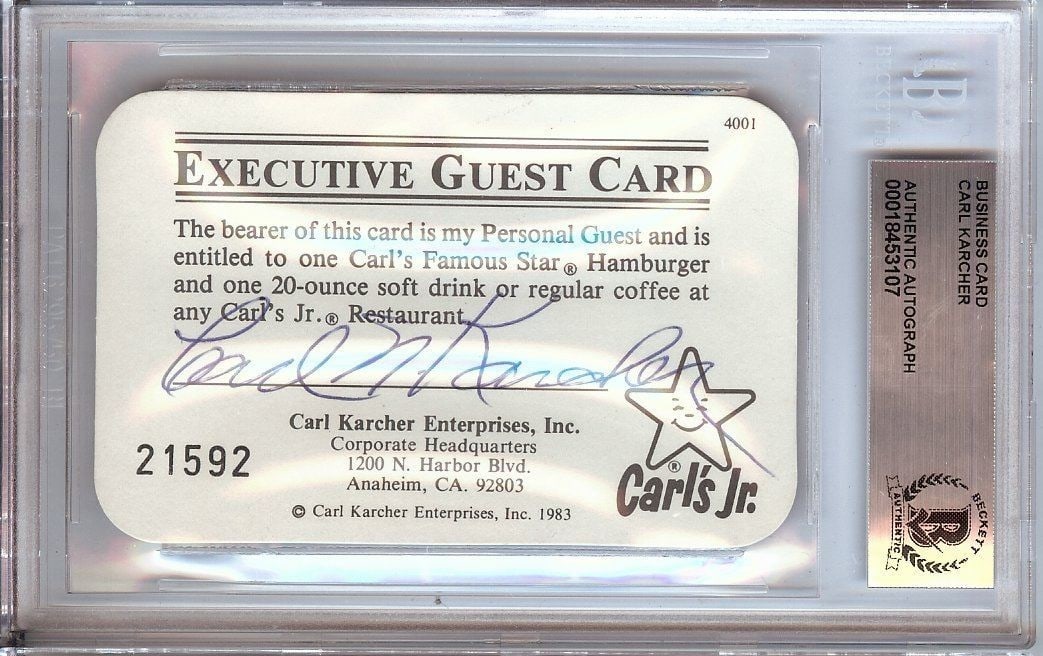 4001
EXECUTIVE GUEST CARD
The bearer of this card is my Personal Guest and is
entitled to one Carl's Famous Star® Hamburger
and one 20-ounce soft drink or regular coffee at
any Carl's Jr.® Restaurant
Carl N Karcher
Carl Karcher Enterprises, Inc.
Corporate Headquarters
1200 N. Harbor Blvd.
Anaheim, CA. 92803
© Carl Karcher Enterprises, Inc. 1983
21592
®
Carl's Jr.
BUSINESS CARD
CARL KARCHER
AUTHENTIC AUTOGRAPH
00018453107
BECKETT
AUTHENTIC
B
BECKETT®